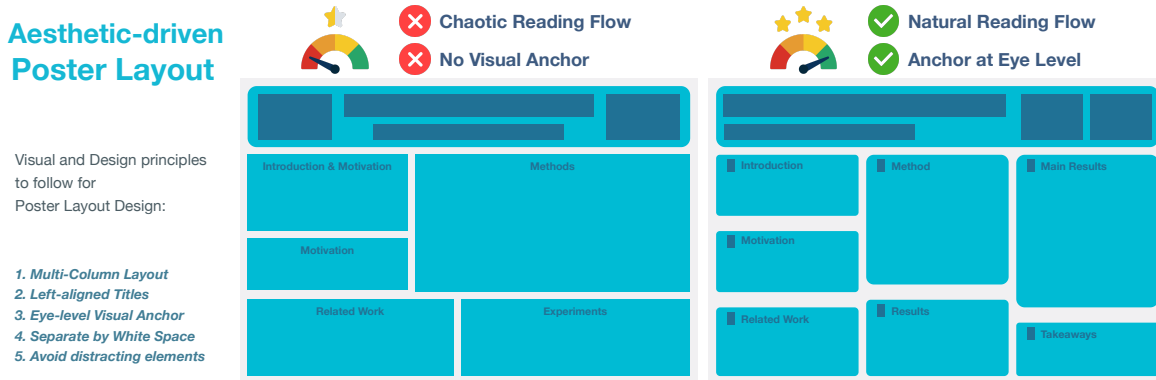 Aesthetic-driven
Poster Layout
Visual and Design principles
to follow for
Poster Layout Design:
1. Multi-Column Layout
2. Left-aligned Titles
3. Eye-level Visual Anchor
4. Separate by White Space
5. Avoid distracting elements
Chaotic Reading Flow
No Visual Anchor
Introduction & Motivation
Methods
Motivation
Related Work
Experiments
Natural Reading Flow
Anchor at Eye Level
Introduction
Motivation
Related Work
Method
Results
Main Results
Takeaways